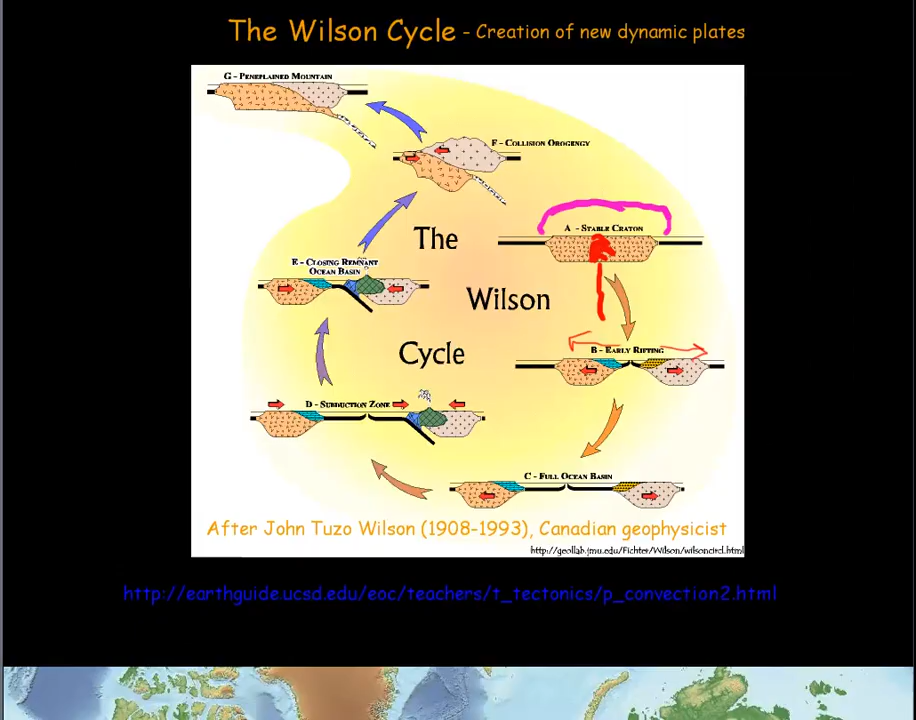 The Wilson Cycle - Creation of new dynamic plates
G - Peneplained Mountain
F - Collision Orogengy
A - Stable Craton
The
E - Closing Remnant
Ocean Basin
Wilson
B - Early Rifting
Cycle
D - Subduction Zone
C - Full Ocean Basin
After John Tuzo Wilson (1908-1993), Canadian geophysicist
http://geollab.jmu.edu/Fichter/Wilson/wilsoncircl.html
http://earthguide.ucsd.edu/eoc/teachers/t_tectonics/p_convection2.html